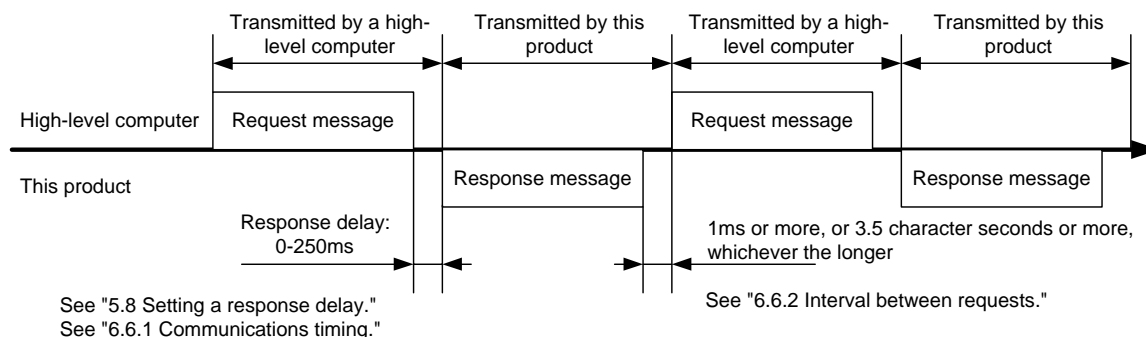 Transmitted by a high-
level computer
Transmitted by this
product
Transmitted by a high-
level computer
Transmitted by this
product
High-level computer
Request message
Request message
This product
Response message
Response message
Response delay:
0-250ms
1ms or more, or 3.5 character seconds or more,
whichever the longer
See "5.8 Setting a response delay."
See "6.6.1 Communications timing."
See "6.6.2 Interval between requests."